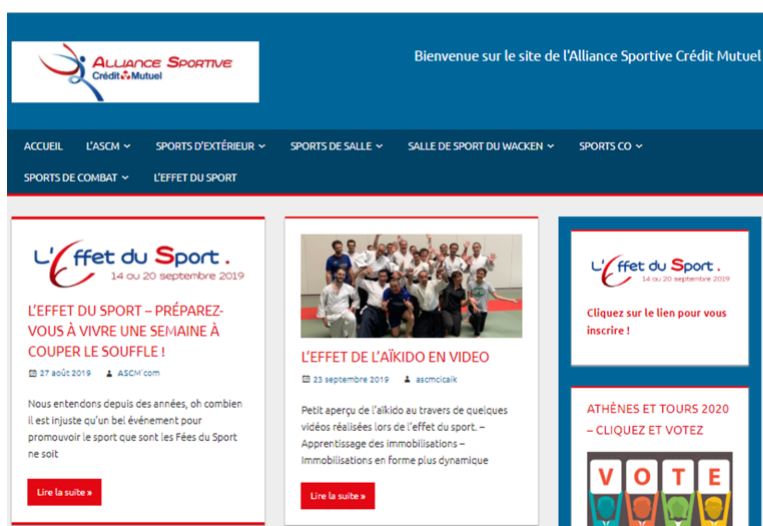 ALLIANCE SPORTIVE
Crédit Mutuel
Bienvenue sur le site de l'Alliance Sportive Crédit Mutuel
ACCUEIL L'ASCM SPORTS D'EXTÉRIEUR SPORTS DE SALLE SALLE DE SPORT DU WACKEN SPORTS CO
SPORTS DE COMBAT L'EFFET DU SPORT
L'Effet du Sport.
14 au 20 septembre 2019
L'EFFET DU SPORT – PRÉPAREZ-
VOUS À VIVRE UNE SEMAINE À
COUPER LE SOUFFLE !
27 août 2019 ASCM'com
Nous entendons depuis des années, oh combien
il est injuste qu'un bel événement pour
promouvoir le sport que sont les Fées du Sport
ne soit
Lire la suite »
L'EFFET DE L'AÏKIDO EN VIDEO
23 septembre 2019 ascmcicaik
Petit aperçu de l'aïkido au travers de quelques
vidéos réalisées lors de l'effet du sport. –
Apprentissage des immobilisations –
Immobilisations en forme plus dynamique
Lire la suite »
L'Effet du Sport.
14 au 20 septembre 2019
Cliquez sur le lien pour vous
inscrire !
ATHÈNES ET TOURS 2020
– CLIQUEZ ET VOTEZ
VOTE